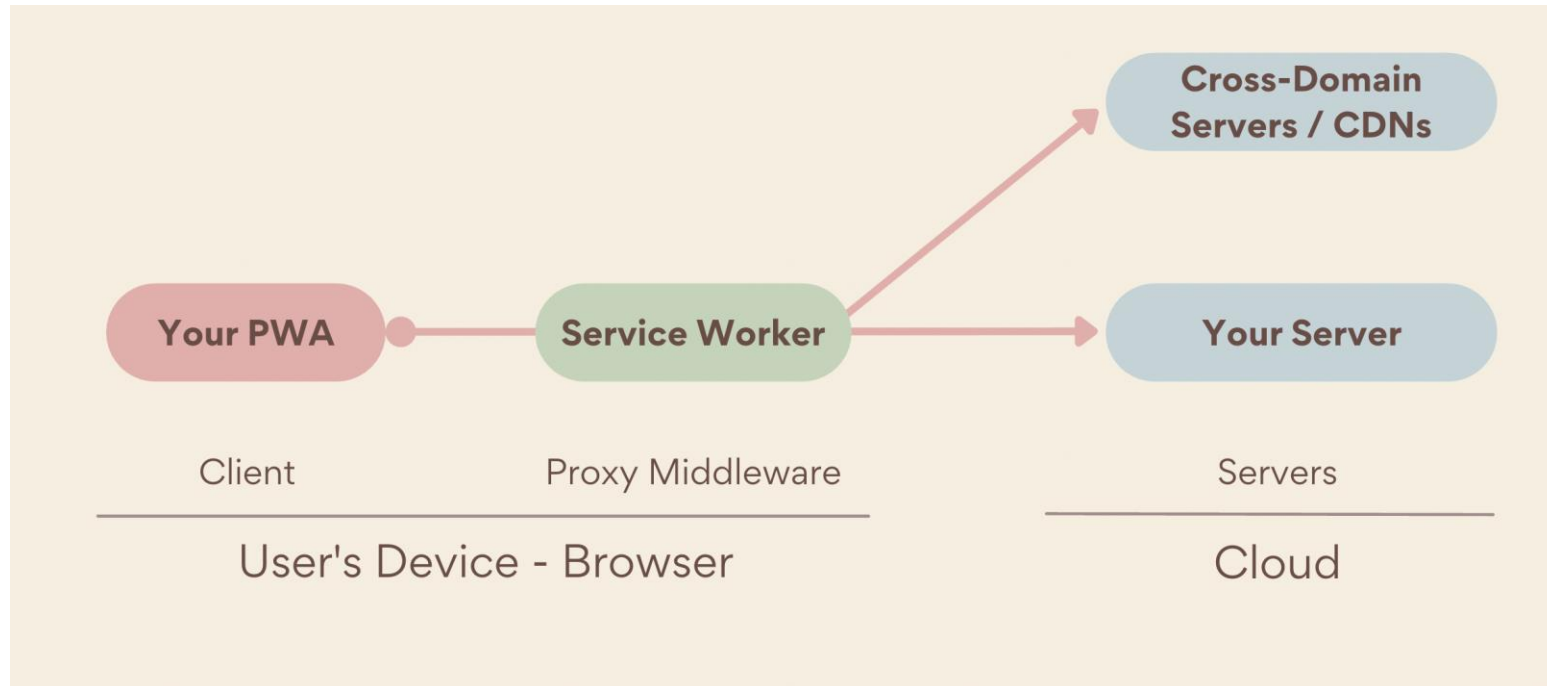 Cross-Domain
Servers / CDNs
Your PWA
Service Worker
Your Server
Client
Proxy Middleware
Servers
User's Device - Browser
Cloud